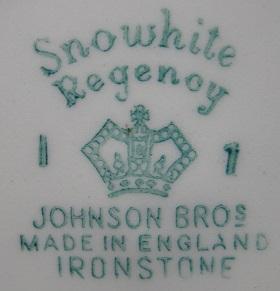 Snowhite
Regency
1 1
JOHNSON BROS
MADE IN ENGLAND
IRONSTONE